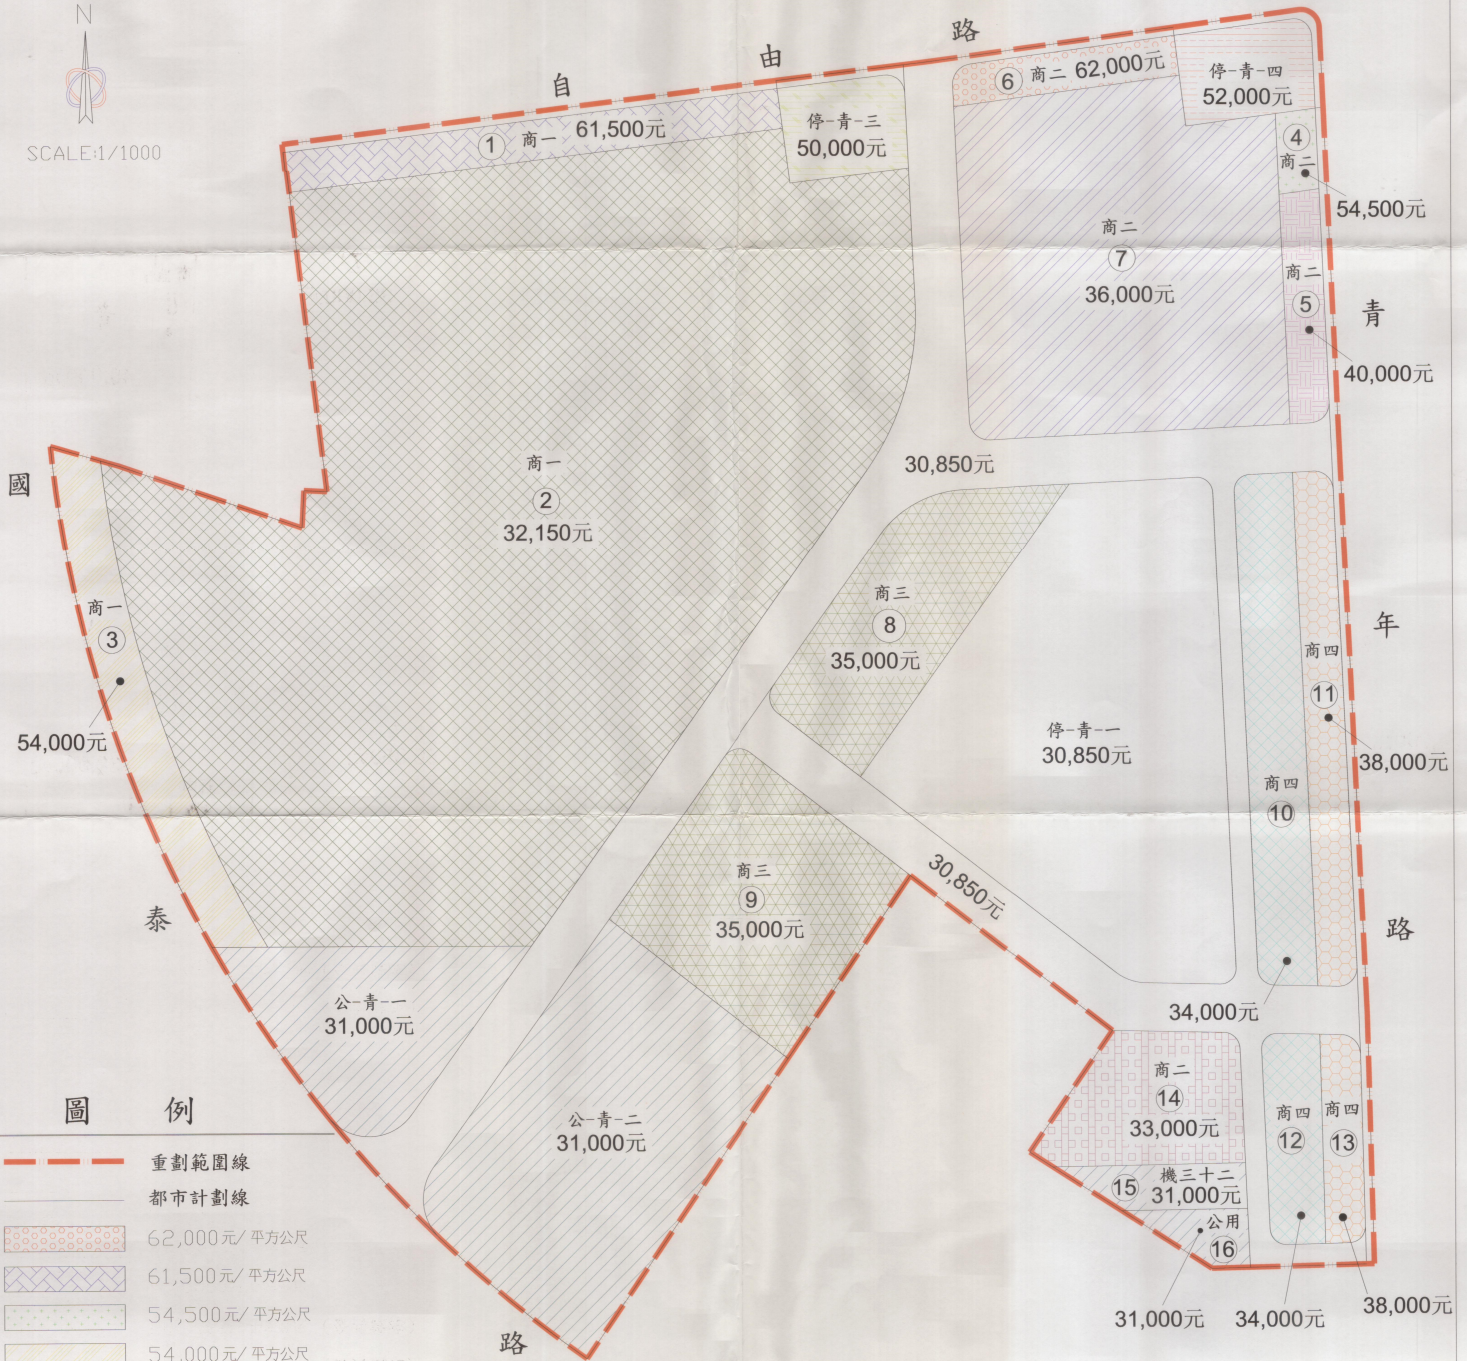 N
SCALE:1/1000
自由路
① 商一 61,500元
停-青-三
50,000元
⑥ 商二 62,000元
停-青-四
52,000元
④
商二
54,500元
商二
⑦
36,000元
商二
⑤
40,000元
青年路
國泰路
商一
②
32,150元
30,850元
商一
③
54,000元
商三
⑧
35,000元
停-青-一
30,850元
商四
⑪
38,000元
商四
⑩
34,000元
商三
⑨
35,000元
30,850元
公-青-一
31,000元
公-青-二
31,000元
商二
⑭
33,000元
⑮ 機三十二
31,000元
公用
⑯
31,000元
商四
⑫
34,000元
商四
⑬
38,000元
圖例
重劃範圍線
都市計劃線
62,000元/平方公尺
61,500元/平方公尺
54,500元/平方公尺
54,000元/平方公尺